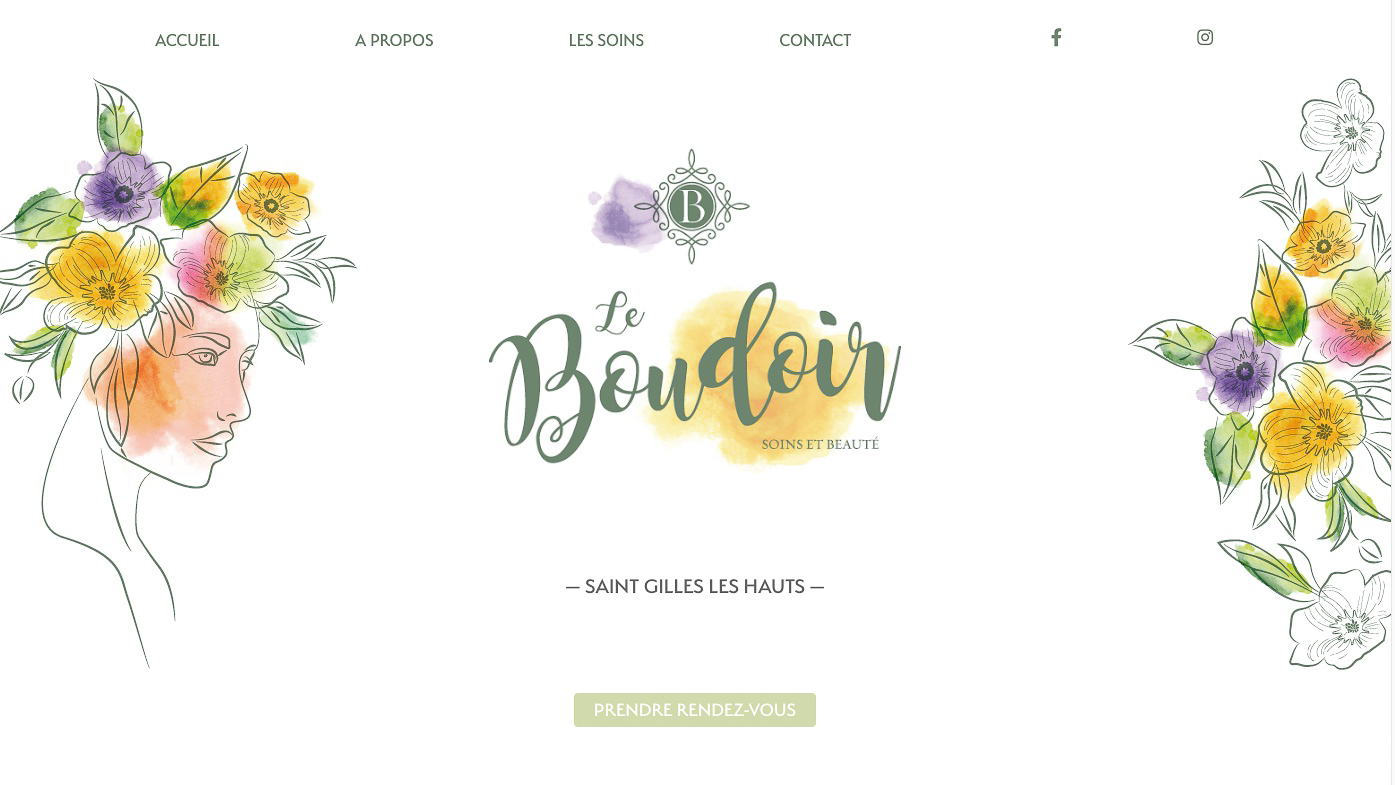 ACCUEIL
A PROPOS
LES SOINS
CONTACT
B
Le
Boudoir
SOINS ET BEAUTÉ
— SAINT GILLES LES HAUTS —
PRENDRE RENDEZ-VOUS